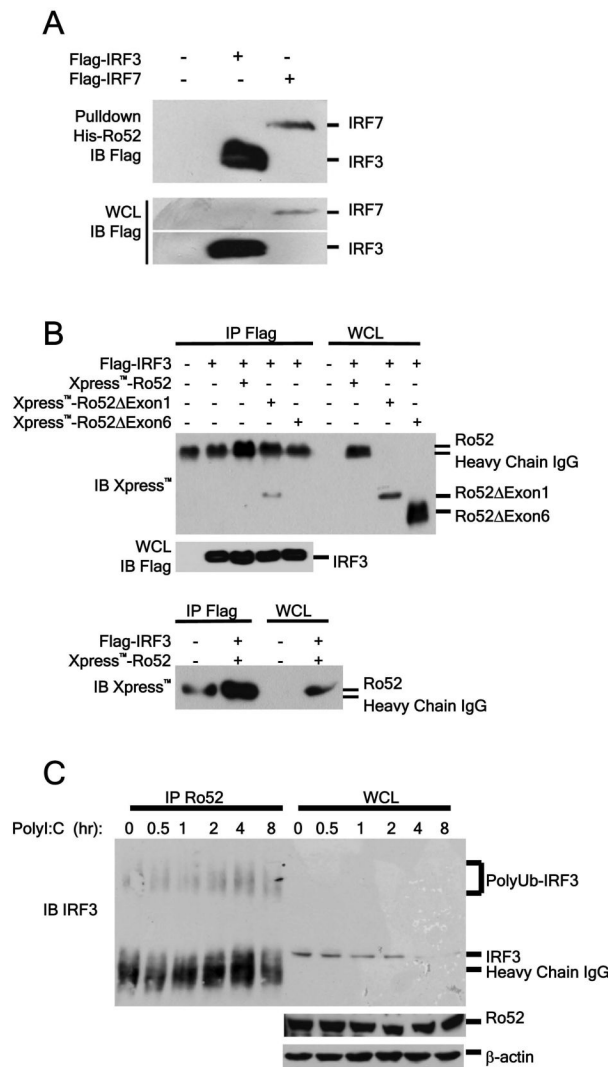 A
Flag-IRF3 - + -
Flag-IRF7 - - +
Pulldown
His-Ro52
IB Flag
IRF7
IRF3
WCL
IB Flag
IRF7
IRF3
B
IP Flag WCL
Flag-IRF3 - + + + + - + + +
Xpress™-Ro52 - - + - - - + - -
Xpress™-Ro52ΔExon1 - - - + - - - + -
Xpress™-Ro52ΔExon6 - - - - + - - - +
IB Xpress™
Ro52
Heavy Chain IgG
Ro52ΔExon1
Ro52ΔExon6
WCL
IB Flag
IRF3
IP Flag WCL
Flag-IRF3 - + - +
Xpress™-Ro52 - + - +
IB Xpress™
Ro52
Heavy Chain IgG
C
IP Ro52 WCL
PolyI:C (hr): 0 0.5 1 2 4 8 0 0.5 1 2 4 8
IB IRF3
PolyUb-IRF3
IRF3
Heavy Chain IgG
Ro52
β-actin